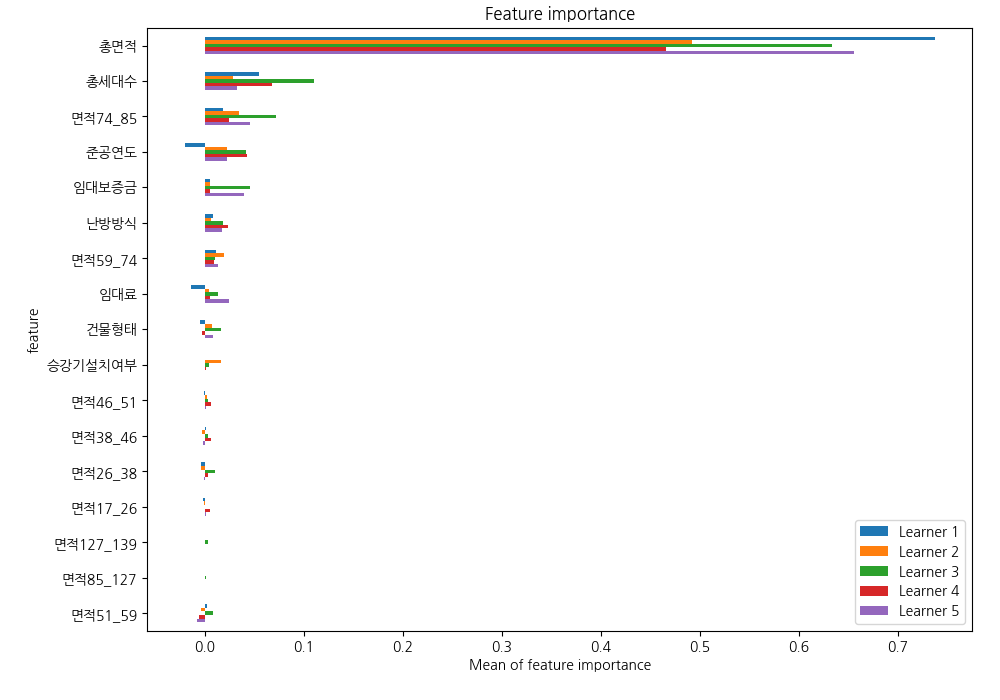 Feature importance
총면적
총세대수
면적74_85
준공연도
임대보증금
난방방식
면적59_74
임대료
건물형태
승강기설치여부
면적46_51
면적38_46
면적26_38
면적17_26
면적127_139
면적85_127
면적51_59
feature
Learner 1
Learner 2
Learner 3
Learner 4
Learner 5
0.0 0.1 0.2 0.3 0.4 0.5 0.6 0.7
Mean of feature importance